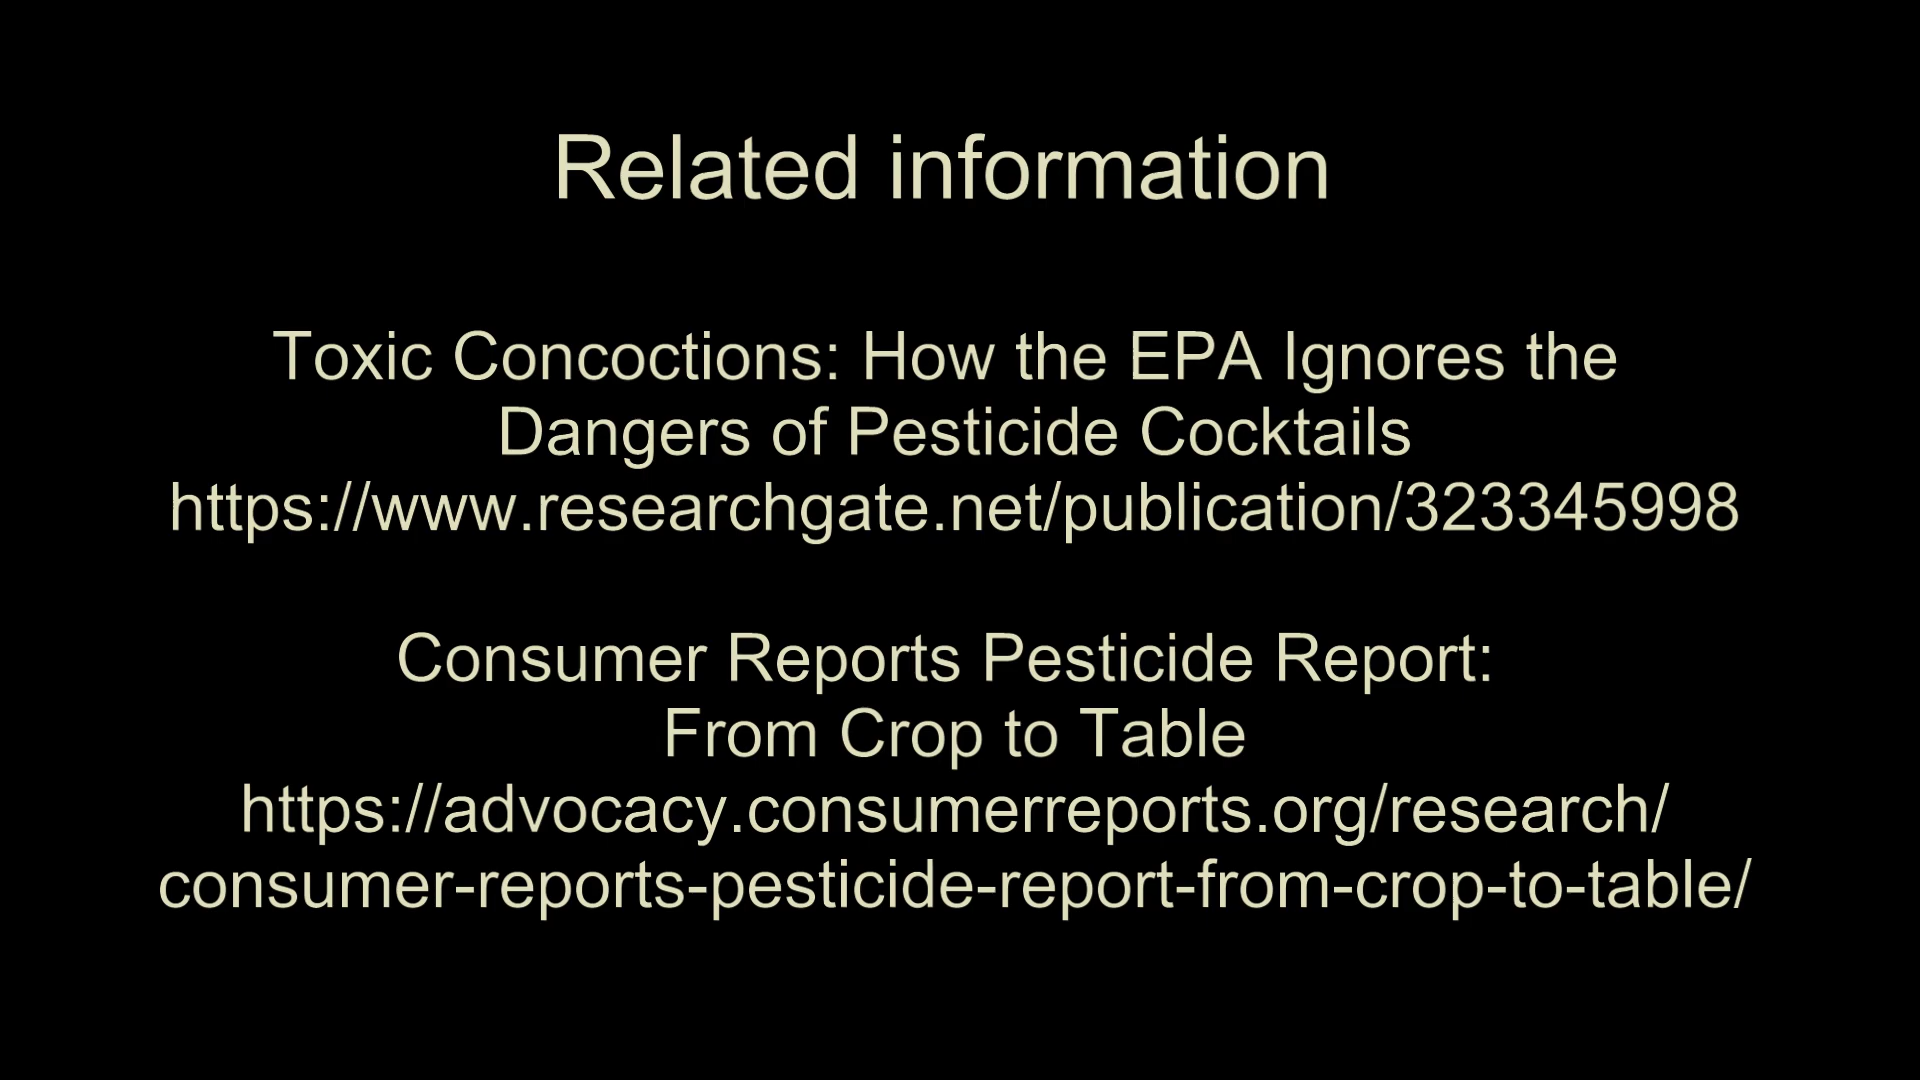 Related information
Toxic Concoctions: How the EPA Ignores the
Dangers of Pesticide Cocktails
https://www.researchgate.net/publication/323345998
Consumer Reports Pesticide Report:
From Crop to Table
https://advocacy.consumerreports.org/research/
consumer-reports-pesticide-report-from-crop-to-table/